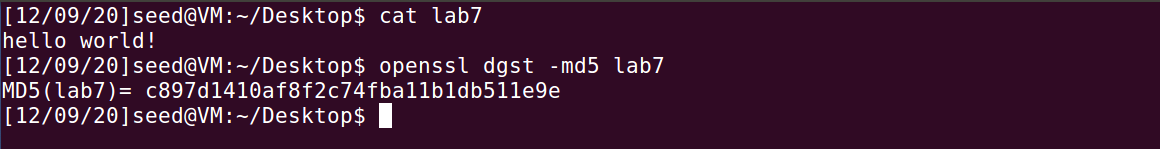 [12/09/20]seed@VM:~/Desktop$ cat lab7
hello world!
[12/09/20]seed@VM:~/Desktop$ openssl dgst -md5 lab7
MD5(lab7)= c897d1410af8f2c74fba11b1db511e9e
[12/09/20]seed@VM:~/Desktop$